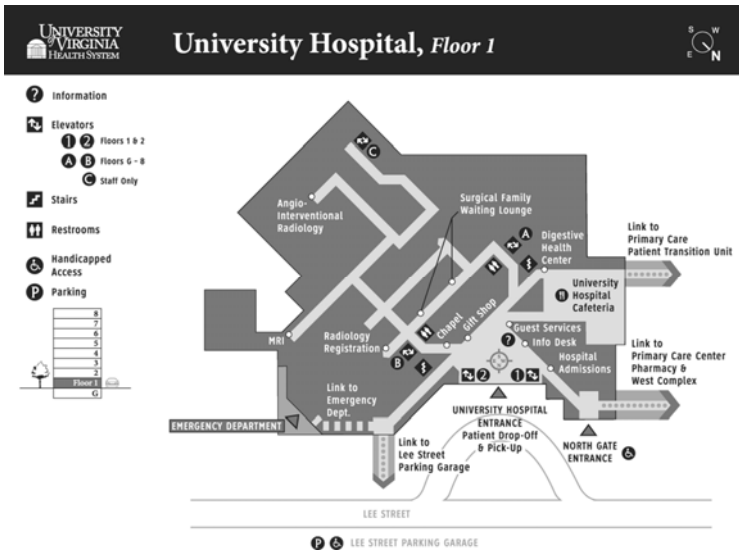 UNIVERSITY
of VIRGINIA
HEALTH SYSTEM
University Hospital, Floor 1
S W
E N
? Information
Elevators
1 2 Floors 1 & 2
A B Floors G - 8
C Staff Only
Stairs
Restrooms
Handicapped
Access
P Parking
8
7
6
5
4
3
2
Floor 1
G
C
Angio-
Interventional
Radiology
Surgical Family
Waiting Lounge
A
Digestive
Health
Center
Link to
Primary Care
Patient Transition Unit
University
Hospital
Cafeteria
MRI
Radiology
Registration
B
Chapel
Gift Shop
Guest Services
?
Info Desk
Hospital
Admissions
Link to
Primary Care Center
Pharmacy &
West Complex
2
1
Link to
Emergency
Dept.
EMERGENCY DEPARTMENT
UNIVERSITY HOSPITAL
ENTRANCE
Patient Drop-Off
& Pick-Up
NORTH GATE
ENTRANCE
Link to
Lee Street
Parking Garage
LEE STREET
P LEE STREET PARKING GARAGE